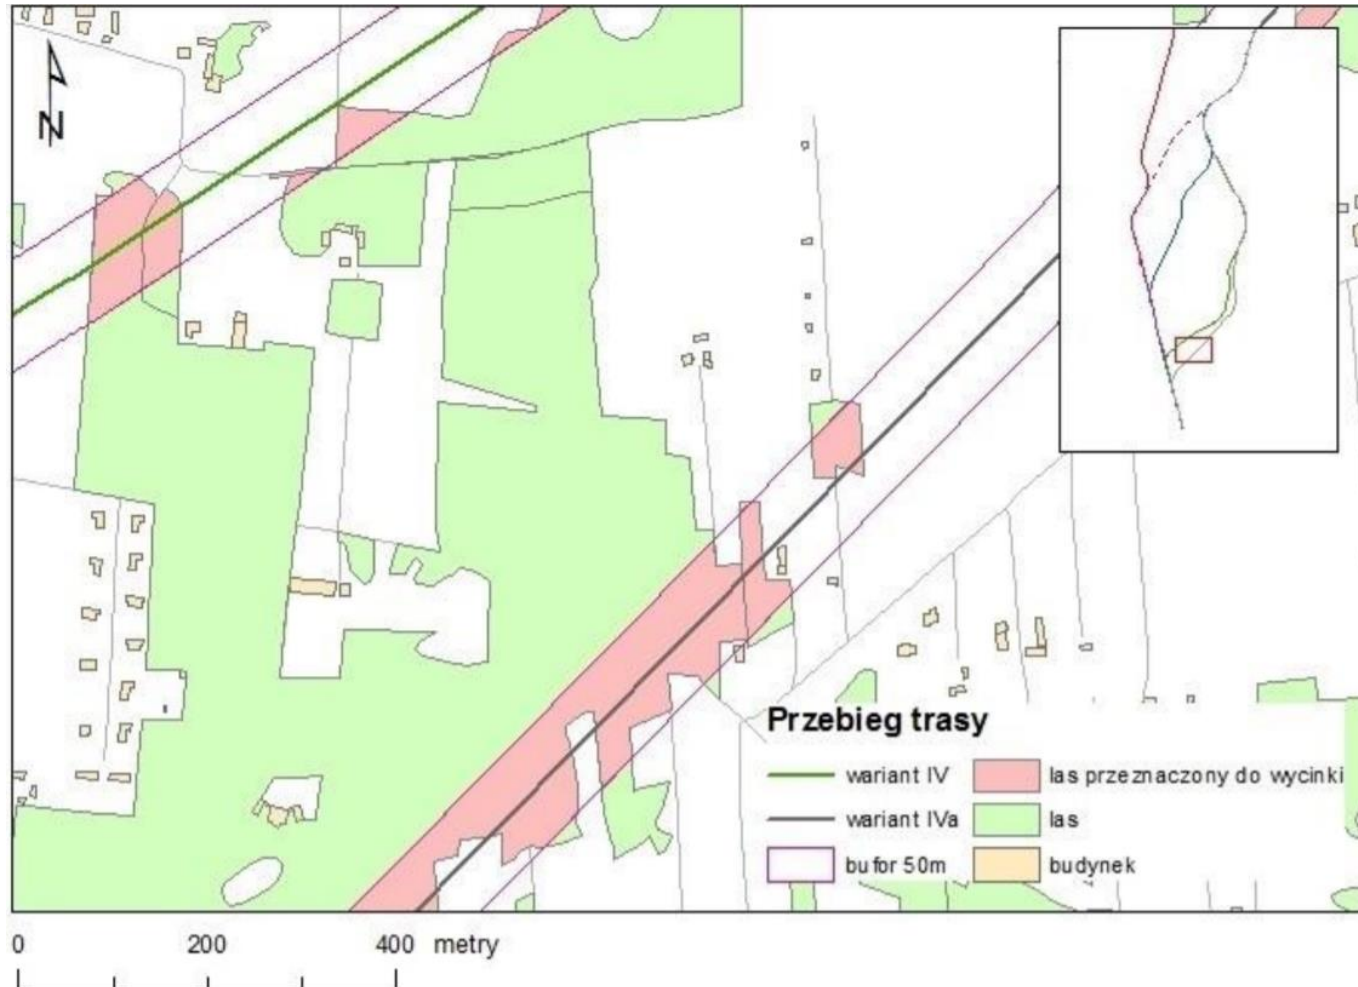 N
Przebieg trasy
wariant IV
las przeznaczony do wycinki
wariant IVa
las
bufor 50m
budynek
0 200 400 metry